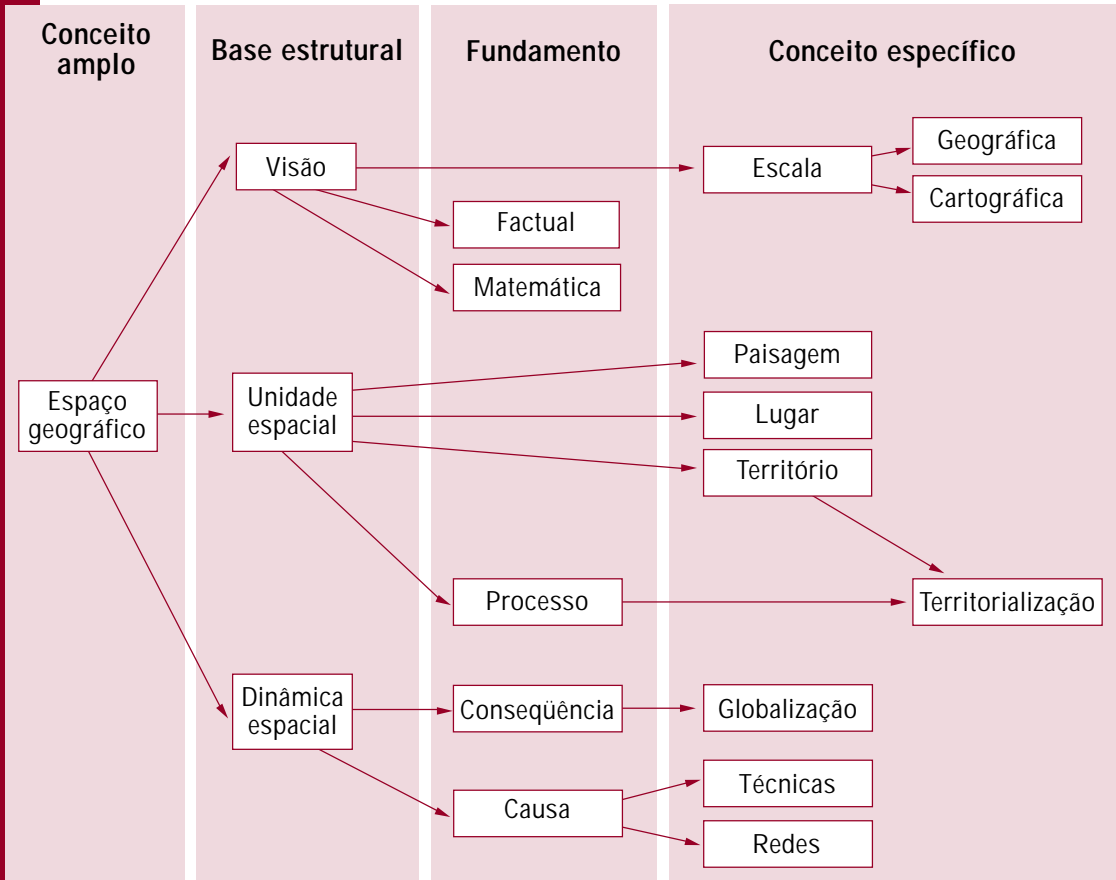 Conceito
amplo
Base estrutural
Fundamento
Conceito específico
Visão
Escala
Geográfica
Cartográfica
Factual
Matemática
Espaço
geográfico
Unidade
espacial
Paisagem
Lugar
Território
Processo
Territorialização
Dinâmica
espacial
Conseqüência
Globalização
Causa
Técnicas
Redes